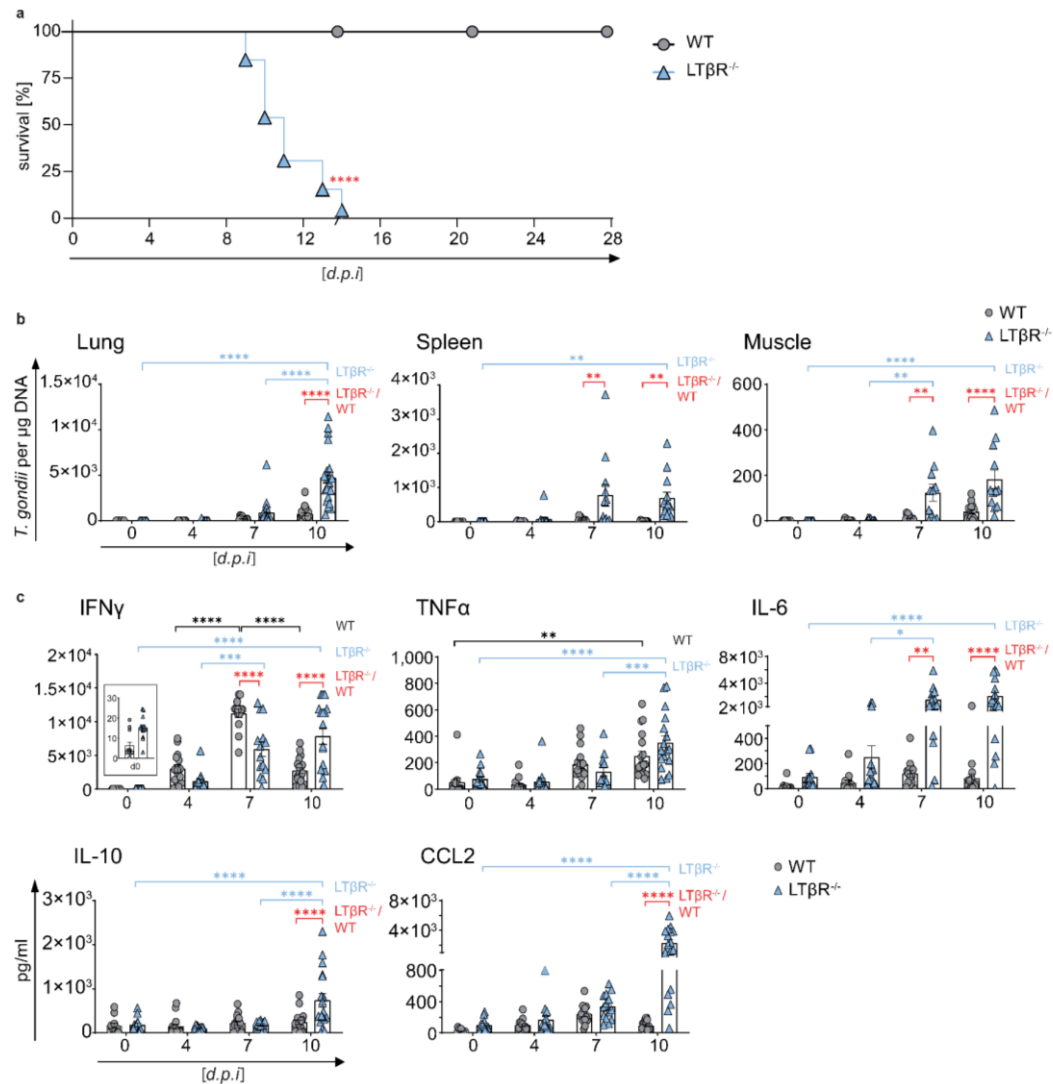 a
100
75
50
25
0
survival [%]
****
0 4 8 12 16 20 24 28
[d.p.i]
WT
LTβR⁻/⁻
b
WT
LTβR⁻/⁻
Lung
**** LTβR⁻/⁻
****
**** LTβR⁻/⁻/
WT
T. gondii per µg DNA
1.5×10⁴
1×10⁴
5×10³
0
0 4 7 10
[d.p.i]
Spleen
** LTβR⁻/⁻
** ** LTβR⁻/⁻/
WT
4×10³
3×10³
2×10³
1×10³
0
0 4 7 10
Muscle
**** LTβR⁻/⁻
**
** **** LTβR⁻/⁻/
WT
600
400
200
0
0 4 7 10
c
IFNγ
**** **** WT
**** LTβR⁻/⁻
***
**** **** LTβR⁻/⁻/
WT
2×10⁴
1.5×10⁴
1×10⁴
5×10³
0
30
20
10
0
d0
0 4 7 10
TNFα
** WT
**** LTβR⁻/⁻
***
1,000
800
600
400
200
0
0 4 7 10
IL-6
**** LTβR⁻/⁻
*
** **** LTβR⁻/⁻/
WT
8×10³
6×10³
2×10³
400
200
0
0 4 7 10
IL-10
**** LTβR⁻/⁻
****
**** LTβR⁻/⁻/
WT
pg/ml
3×10³
2×10³
1×10³
0
0 4 7 10
[d.p.i]
CCL2
**** LTβR⁻/⁻
****
**** LTβR⁻/⁻/
WT
8×10³
4×10³
800
400
200
0
0 4 7 10
WT
LTβR⁻/⁻